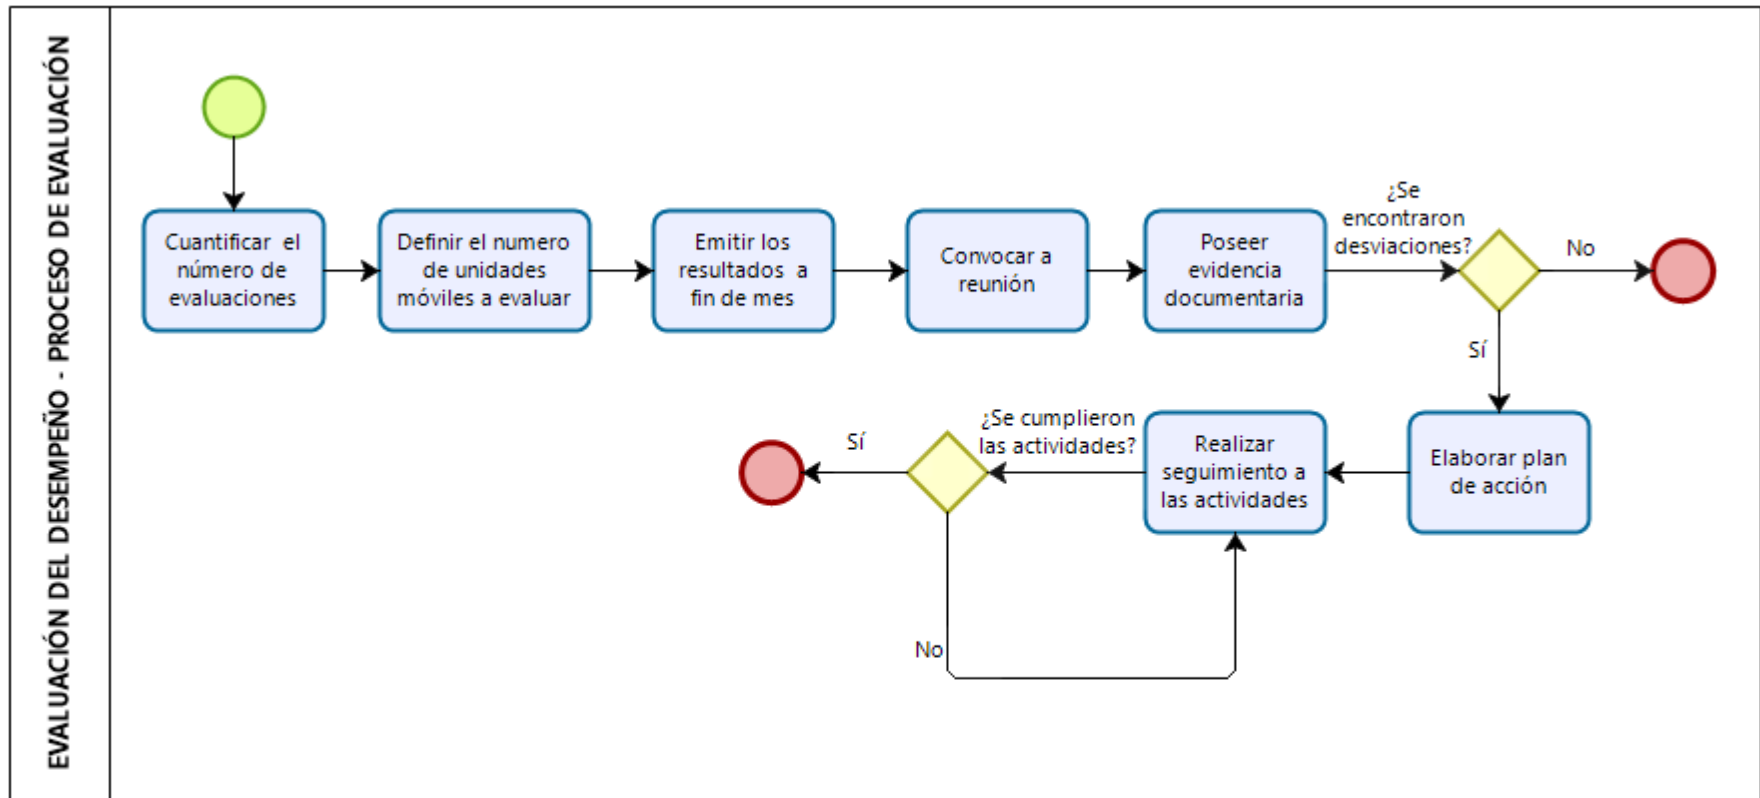 EVALUACIÓN DEL DESEMPEÑO - PROCESO DE EVALUACIÓN
Cuantificar el
número de
evaluaciones
Definir el numero
de unidades
móviles a evaluar
Emitir los
resultados a
fin de mes
Convocar a
reunión
Poseer
evidencia
documentaria
¿Se
encontraron
desviaciones?
No
Sí
Elaborar plan
de acción
Realizar
seguimiento a
las actividades
¿Se cumplieron
las actividades?
Sí
No